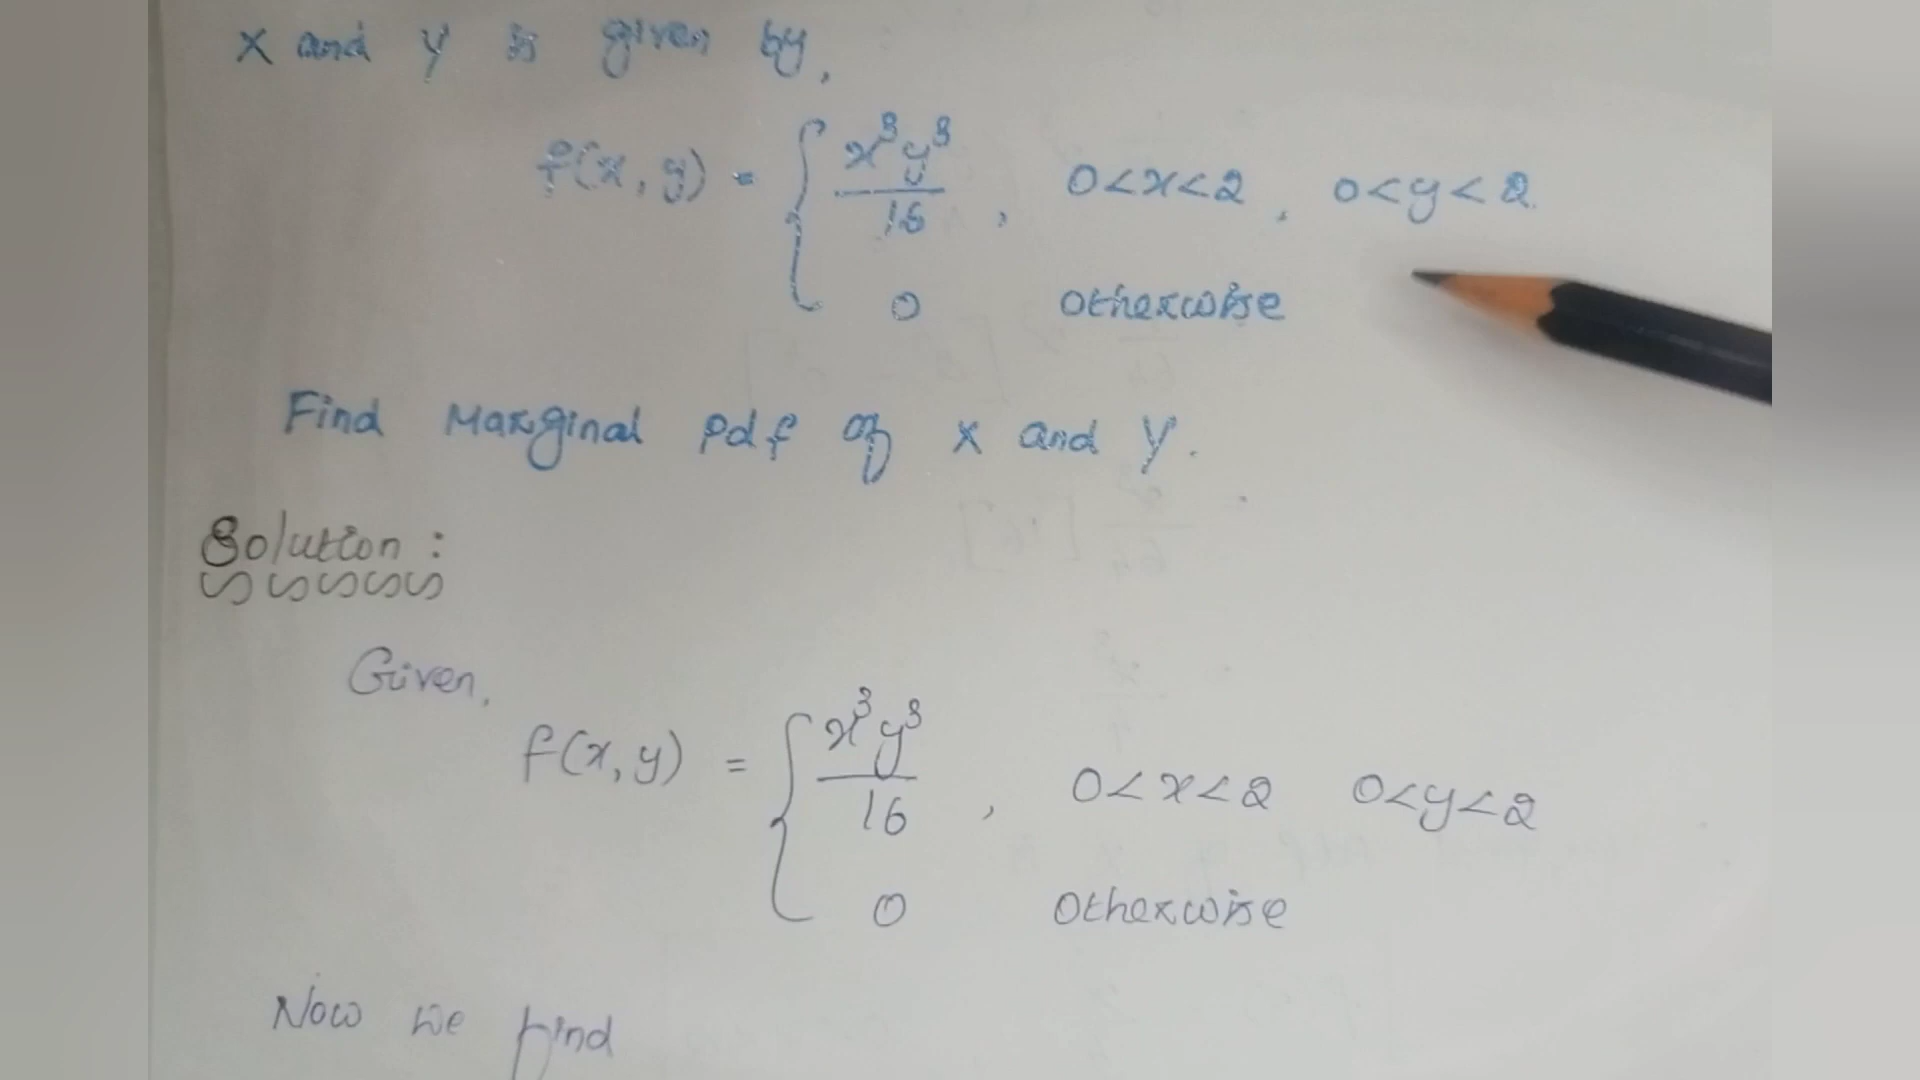 X and Y is given by,
f(x, y) = { x³y³/16 , 0<x<2 , 0<y<2.
0 otherwise
Find Marginal Pdf of X and Y.
Solution :
Given,
f(x, y) = { x³y³/16 , 0<x<2 0<y<2
0 otherwise
Now we find